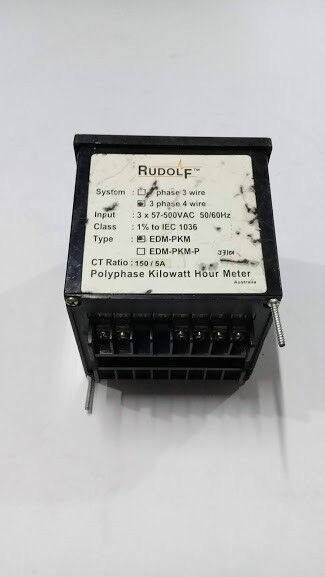 RUDOLF™
System : phase 3 wire
3 phase 4 wire
Input : 3 x 57-500VAC 50/60Hz
Class : 1% to IEC 1036
Type : EDM-PKM
EDM-PKM-P
CT Ratio : 150 / 5A
Polyphase Kilowatt Hour Meter
Australia